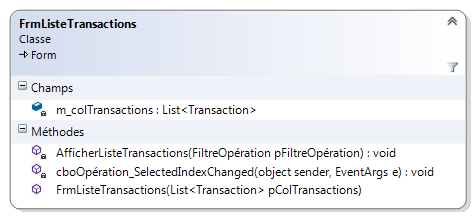 FrmListeTransactions
Classe
Form
Champs
m_colTransactions : List<Transaction>
Méthodes
AfficherListeTransactions(FiltreOpération pFiltreOpération) : void
cboOpération_SelectedIndexChanged(object sender, EventArgs e) : void
FrmListeTransactions(List<Transaction> pColTransactions)